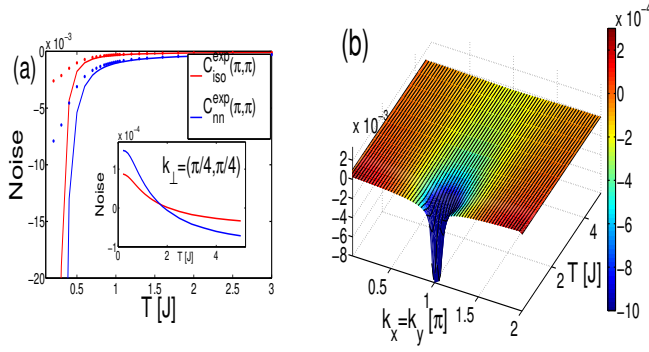 (a)
x 10⁻³
0
−5
−10
−15
−20
Noise
0.5
1
1.5
2
2.5
3
T [J]
C_iso^exp(π,π)
C_nn^exp(π,π)
x 10⁻⁴
1
0
−1
Noise
k_⊥=(π/4,π/4)
0
2
4
T [J]
(b)
x 10⁻³
2
0
−2
−4
−6
−8
0.5
1
1.5
2
k_x=k_y [π]
2
4
T [J]
x 10⁻⁴
2
0
−2
−4
−6
−8
−10